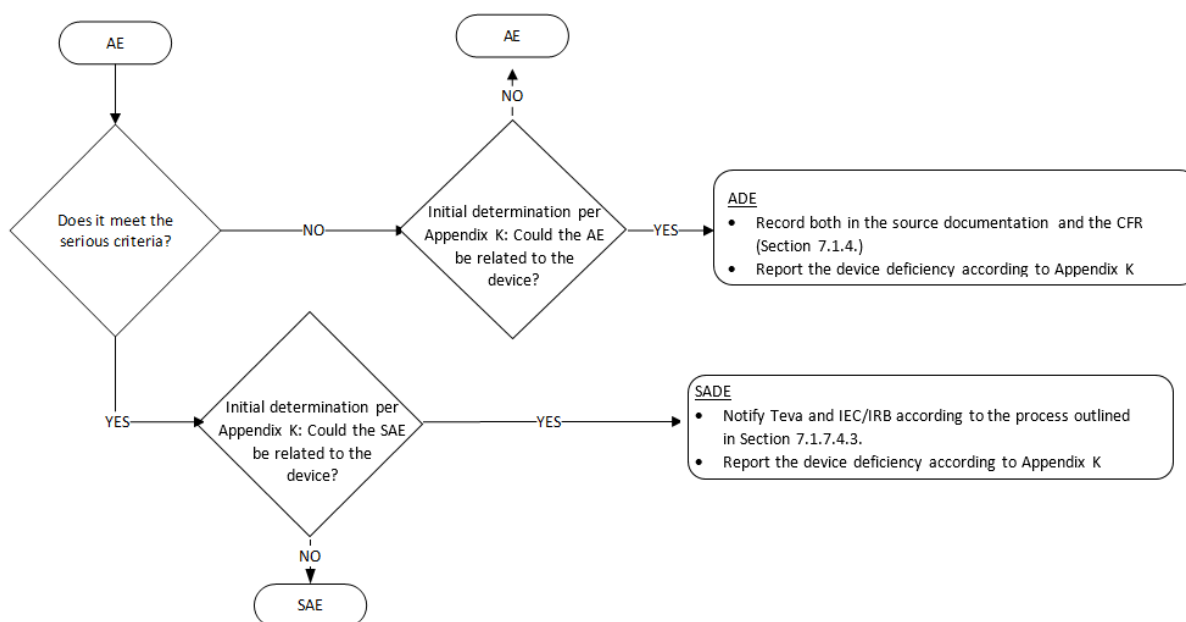 AE
AE
NO
Does it meet the
serious criteria?
NO
Initial determination per
Appendix K: Could the AE
be related to the
device?
YES
ADE
• Record both in the source documentation and the CFR
(Section 7.1.4.)
• Report the device deficiency according to Appendix K
YES
Initial determination per
Appendix K: Could the SAE
be related to the
device?
YES
SADE
• Notify Teva and IEC/IRB according to the process outlined
in Section 7.1.7.4.3.
• Report the device deficiency according to Appendix K
NO
SAE